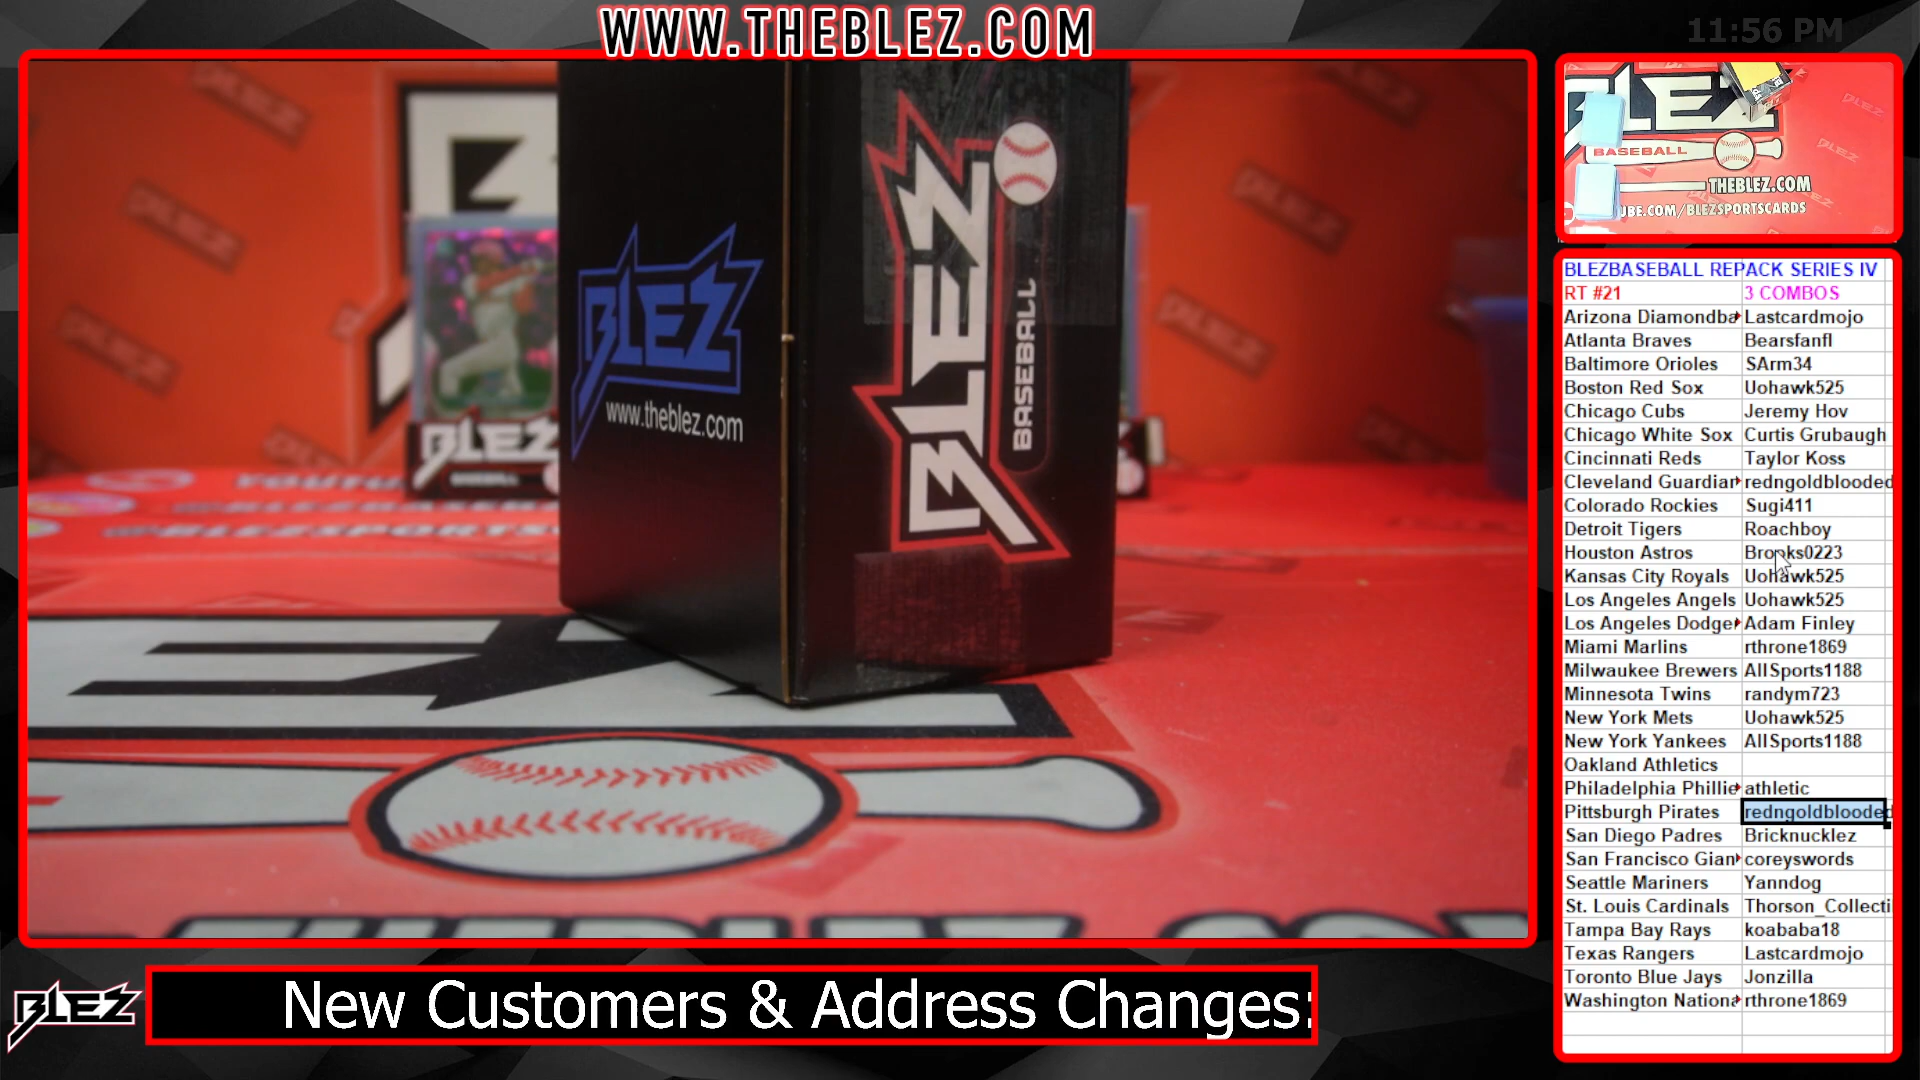 WWW.THEBLEZ.COM
11:56 PM
BLEZ
www.theblez.com
BLEZ
BASEBALL
BLEZ
BLEZ
BASEBALL
THEBLEZ.COM
UBE.COM/BLEZSPORTSCARDS
BLEZBASEBALL REPACK SERIES IV
RT #21 3 COMBOS
Arizona Diamondba Lastcardmojo
Atlanta Braves Bearsfanfl
Baltimore Orioles SArm34
Boston Red Sox Uohawk525
Chicago Cubs Jeremy Hov
Chicago White Sox Curtis Grubaugh
Cincinnati Reds Taylor Koss
Cleveland Guardian redngoldblooded
Colorado Rockies Sugi411
Detroit Tigers Roachboy
Houston Astros Brooks0223
Kansas City Royals Uohawk525
Los Angeles Angels Uohawk525
Los Angeles Dodge Adam Finley
Miami Marlins rthrone1869
Milwaukee Brewers AllSports1188
Minnesota Twins randym723
New York Mets Uohawk525
New York Yankees AllSports1188
Oakland Athletics
Philadelphia Phillie athletic
Pittsburgh Pirates redngoldblooded
San Diego Padres Bricknucklez
San Francisco Gian coreyswords
Seattle Mariners Yanndog
St. Louis Cardinals Thorson_Collecti
Tampa Bay Rays koababa18
Texas Rangers Lastcardmojo
Toronto Blue Jays Jonzilla
Washington Nationa rthrone1869
BLEZ
New Customers & Address Changes: